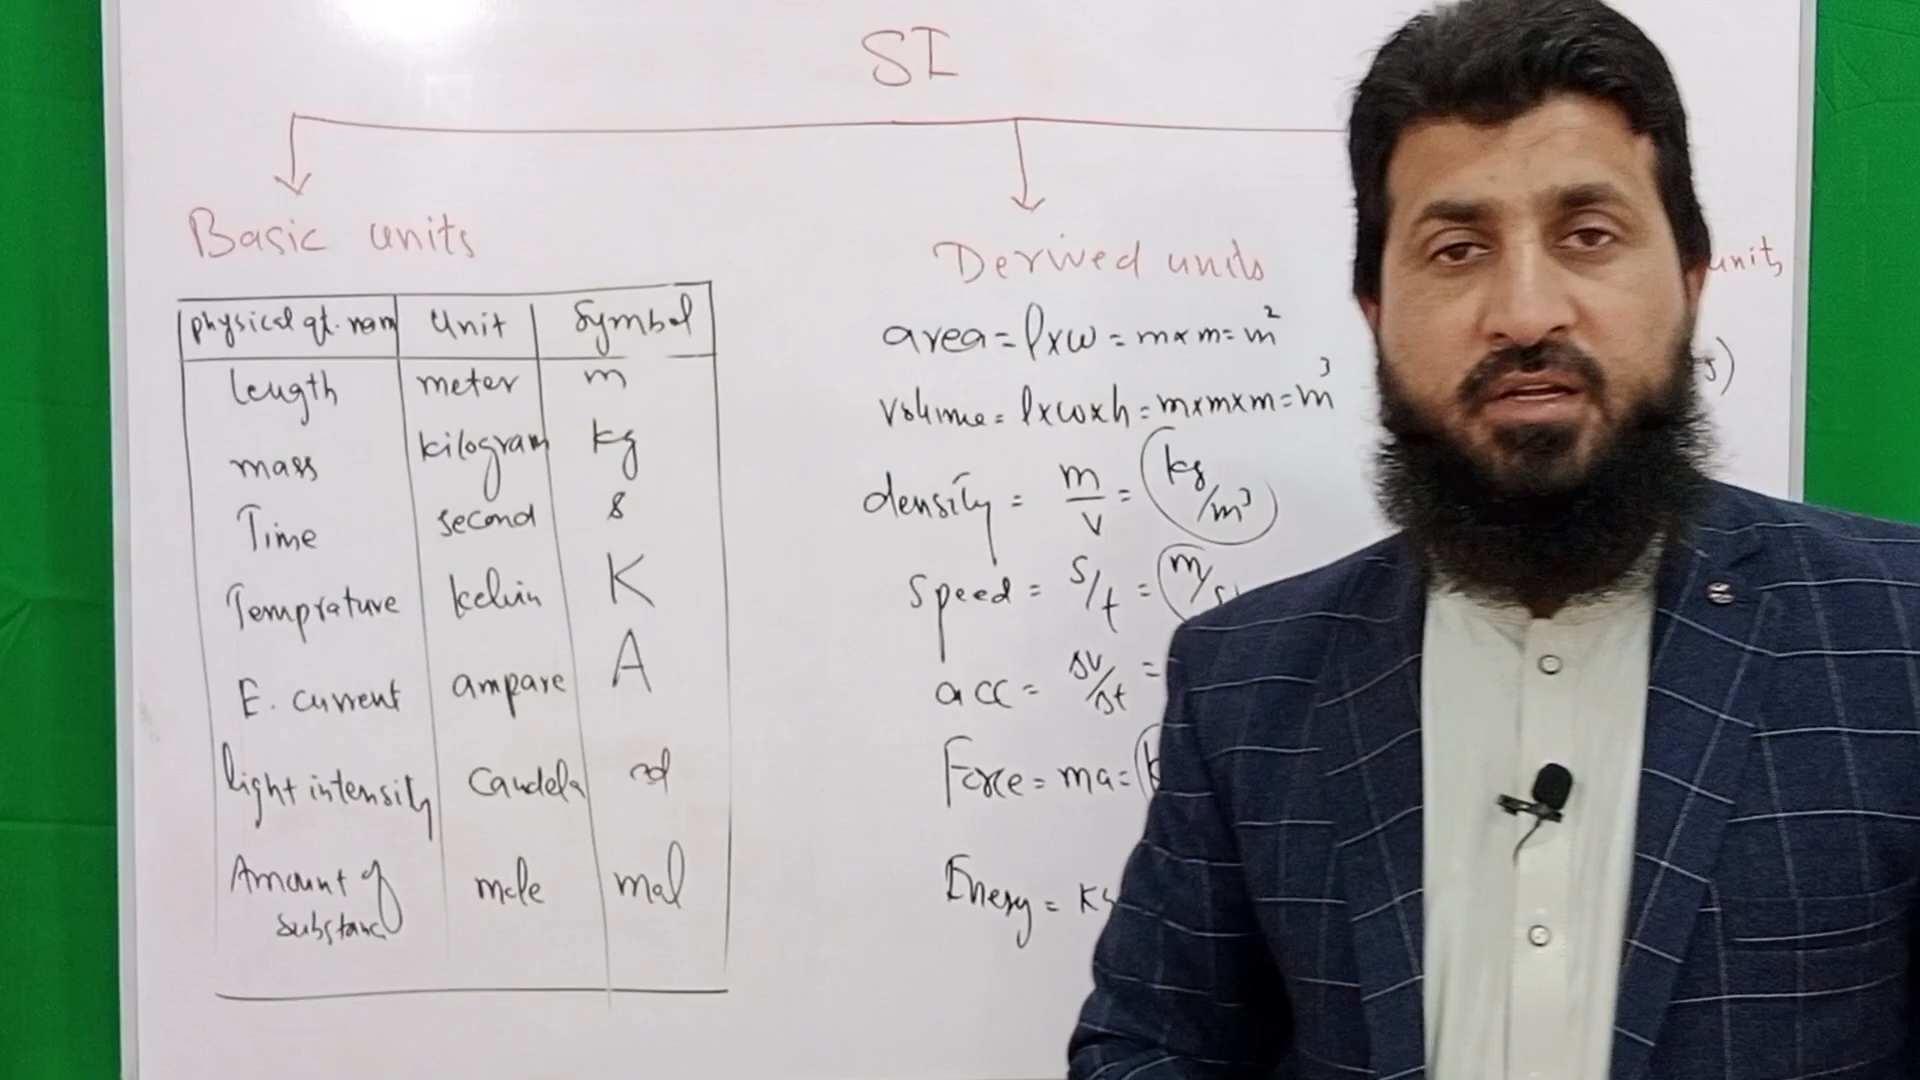 SI
Basic units
Physical qt. nam Unit Symbol
length meter m
mass kilogram kg
Time second s
Temprature kelvin K
E. current ampare A
light intensity Candela cd
Amount of substanc mole mol
Derived units
area = l×w = m×m = m²
Volume = l×w×h = m×m×m = m³
density = m/v = kg/m³
Speed = S/t = m/s
acc = Δv/Δt =
Force = ma =
Energy =
units